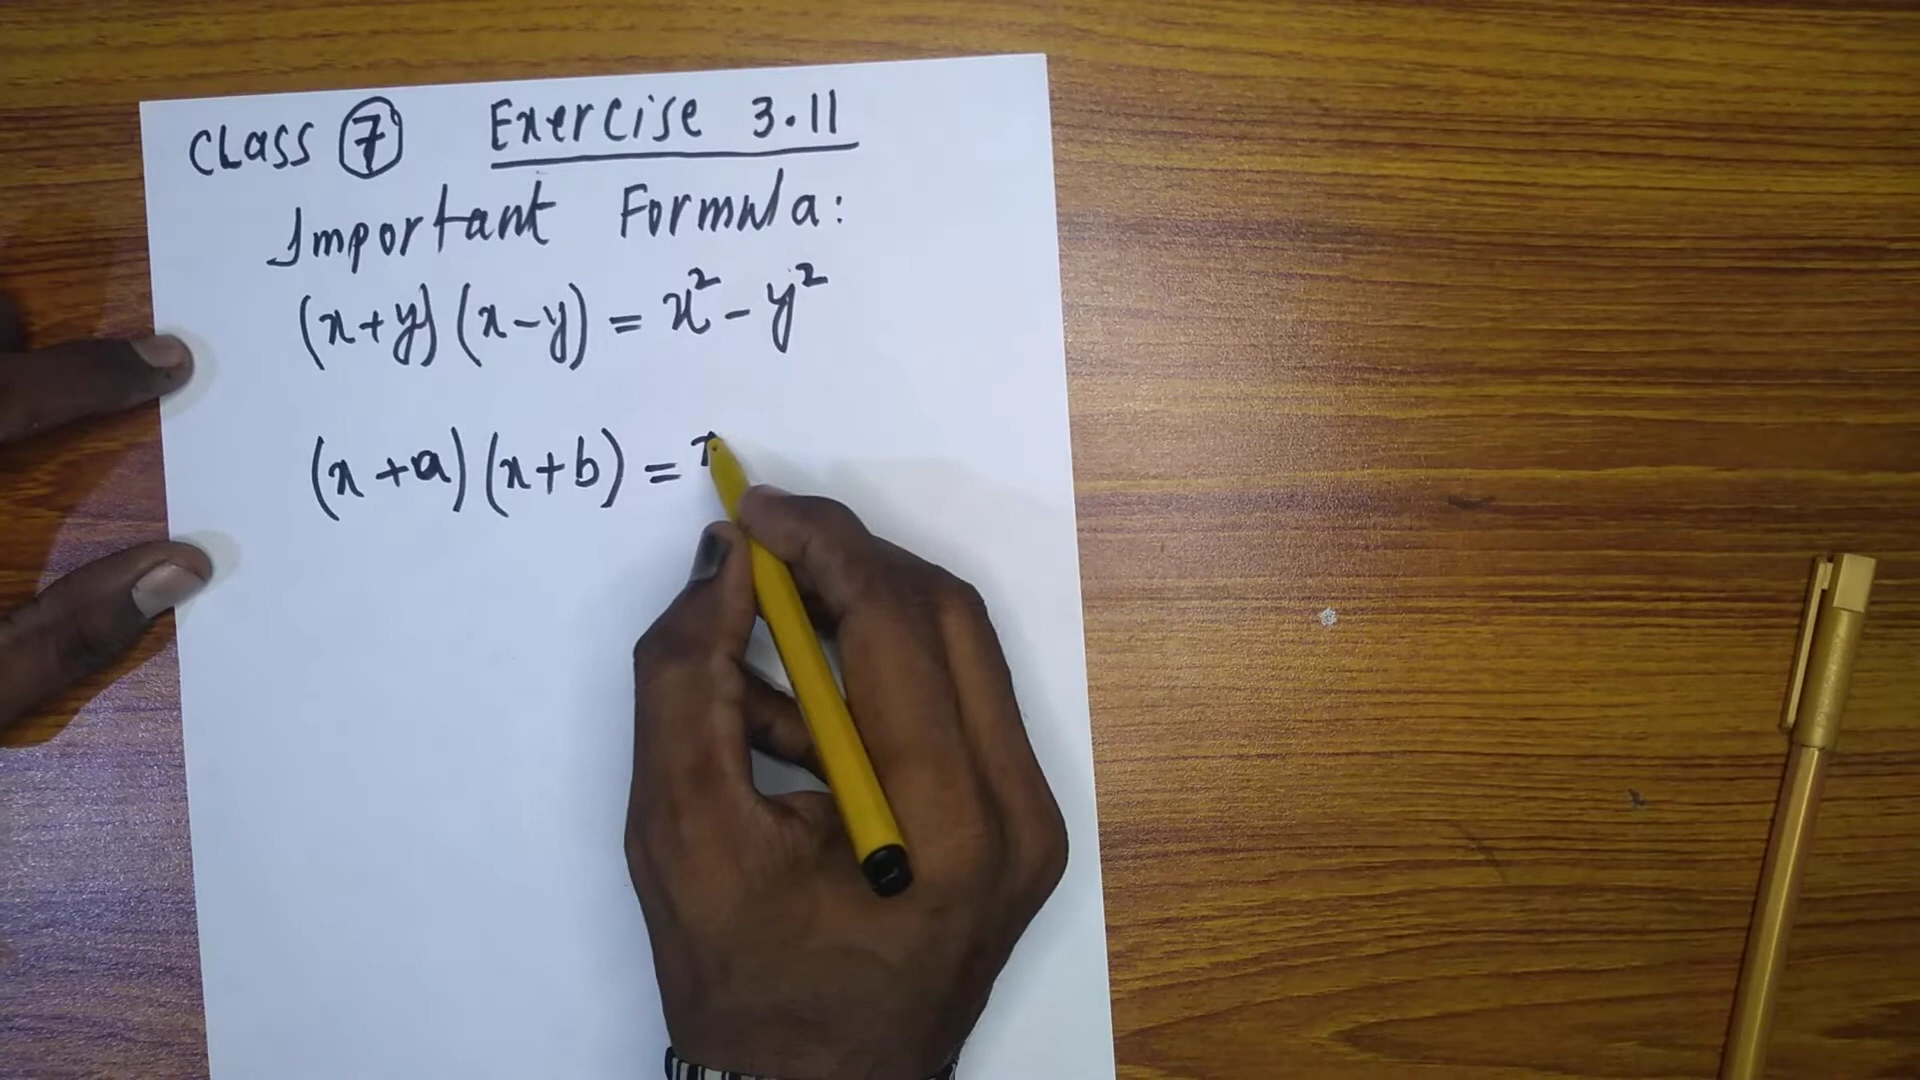 Class 7 Exercise 3.11
Important Formula:
(x+y)(x-y) = x² - y²
(x+a)(x+b) =